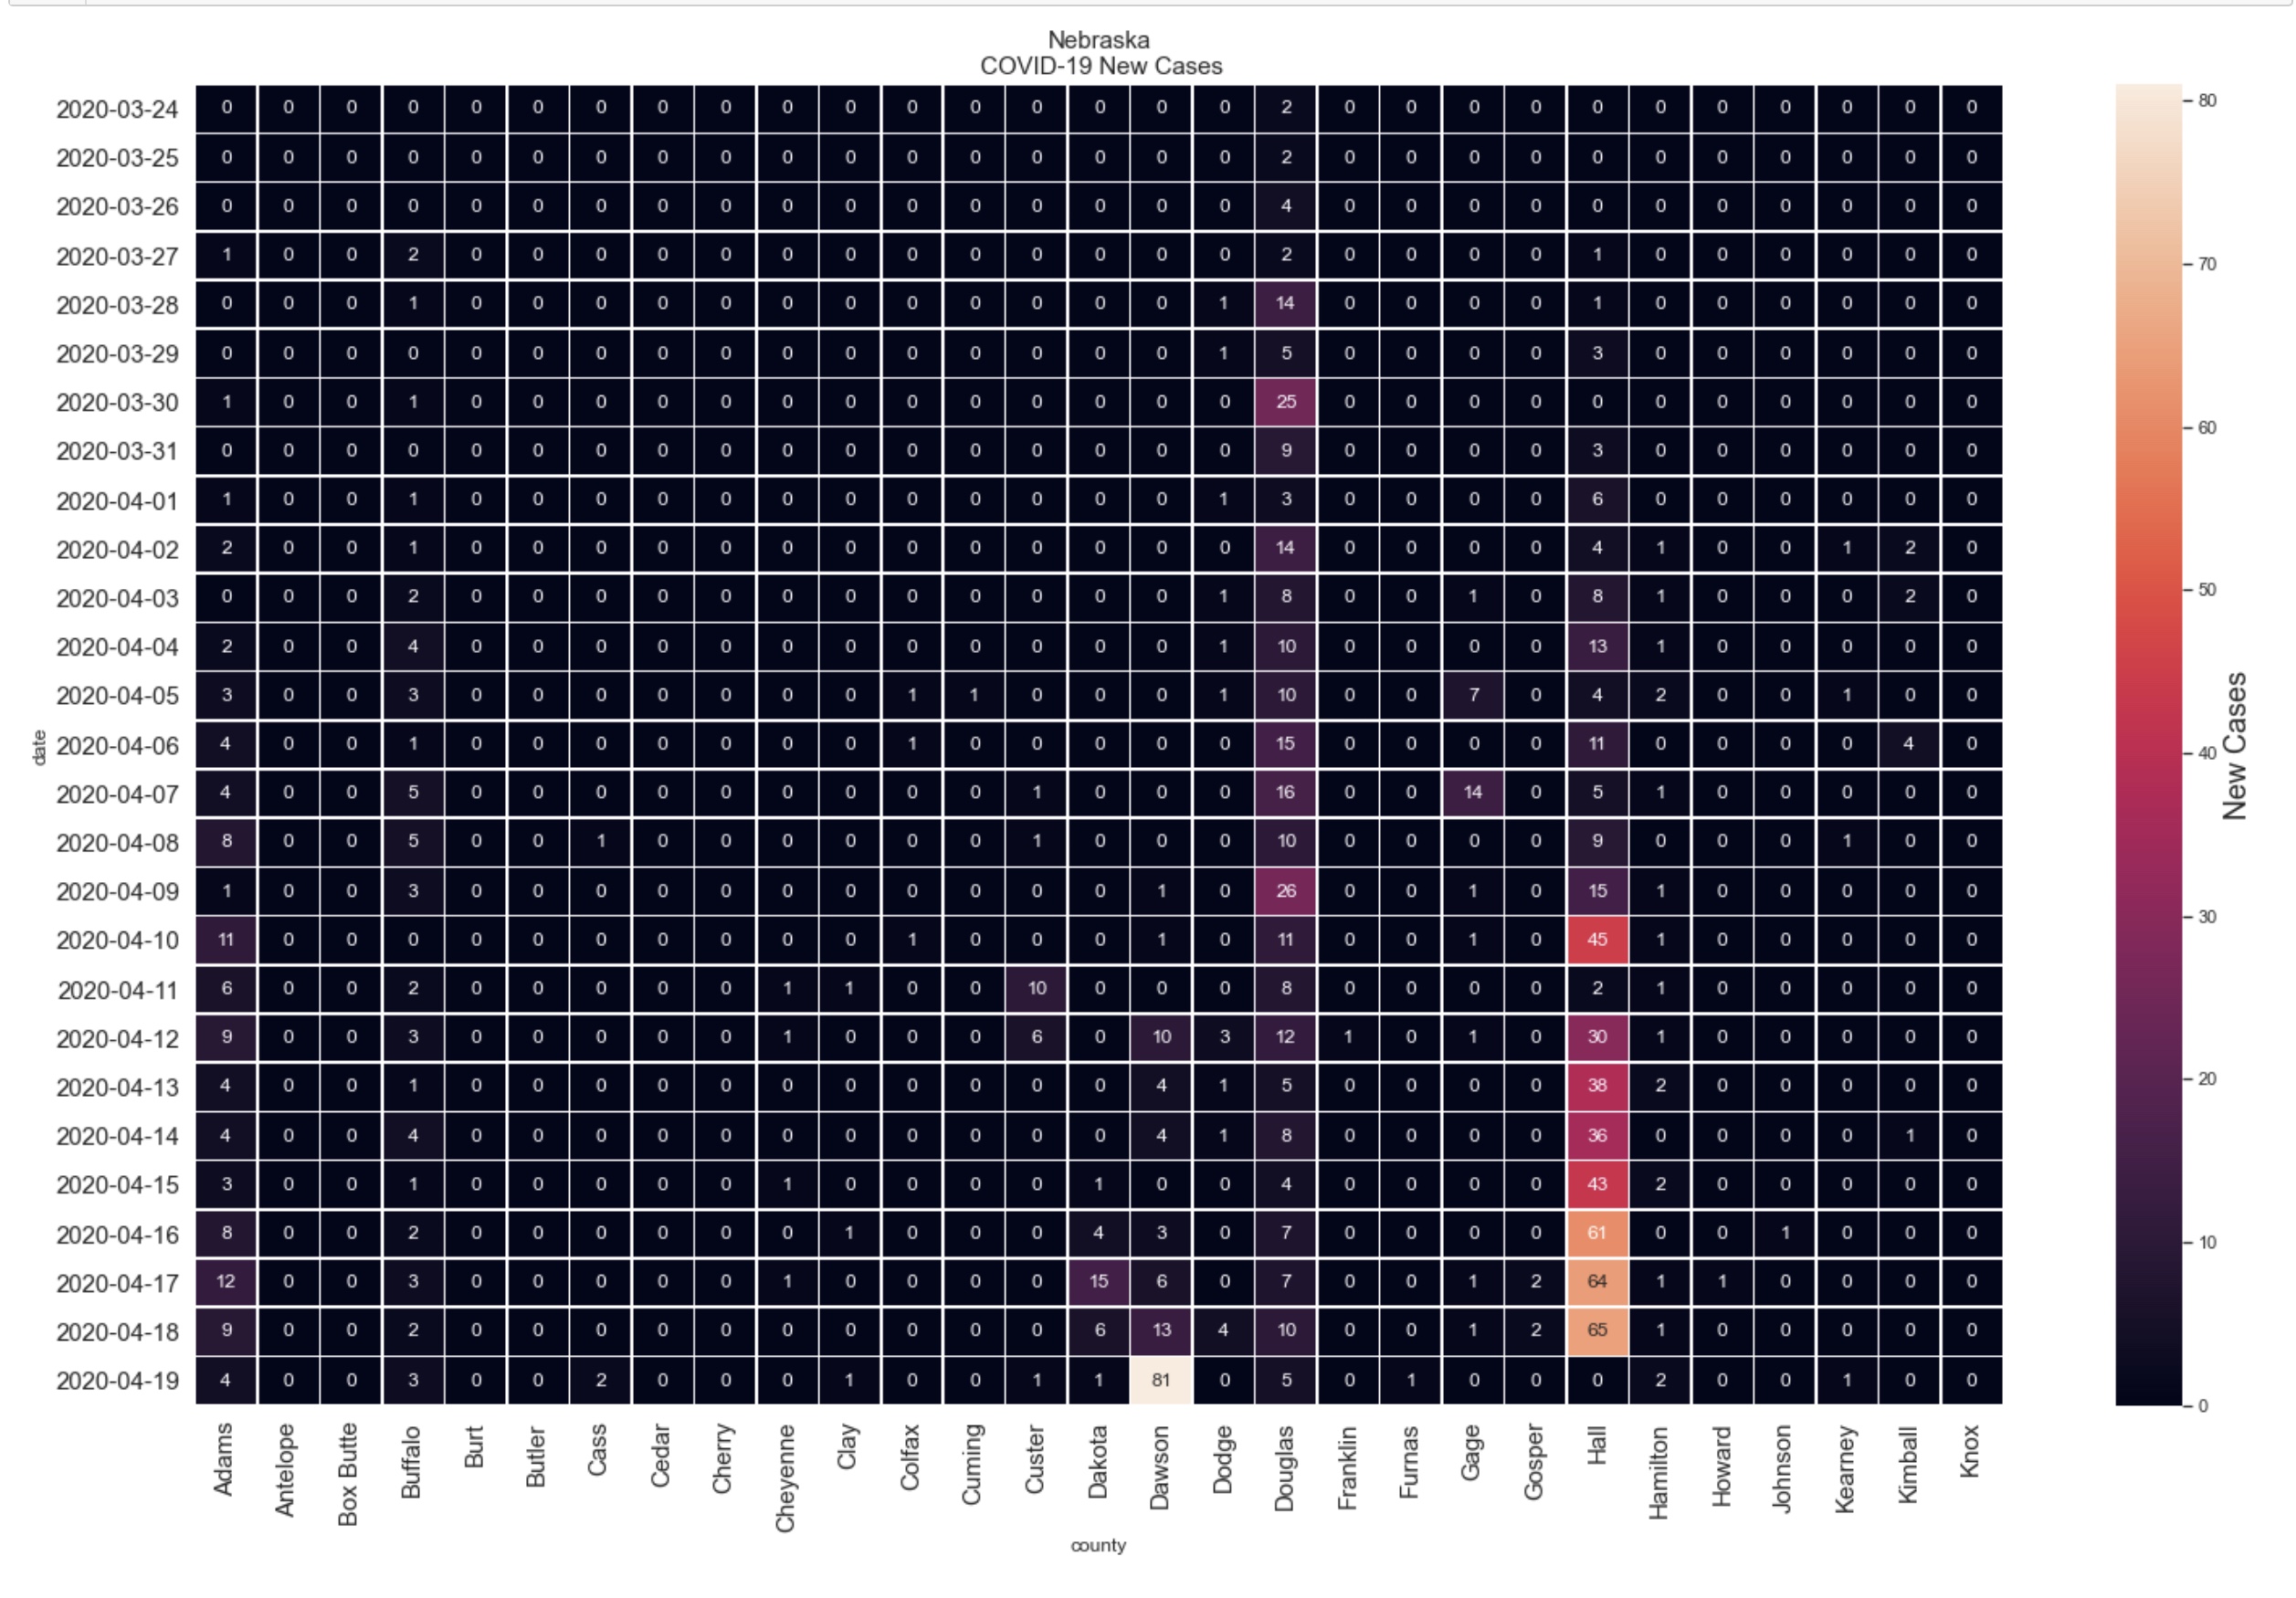 Nebraska
COVID-19 New Cases
2020-03-24 0 0 0 0 0 0 0 0 0 0 0 0 0 0 0 0 0 2 0 0 0 0 0 0 0 0 0 0 0
2020-03-25 0 0 0 0 0 0 0 0 0 0 0 0 0 0 0 0 0 2 0 0 0 0 0 0 0 0 0 0 0
2020-03-26 0 0 0 0 0 0 0 0 0 0 0 0 0 0 0 0 0 4 0 0 0 0 0 0 0 0 0 0 0
2020-03-27 1 0 0 2 0 0 0 0 0 0 0 0 0 0 0 0 0 2 0 0 0 0 1 0 0 0 0 0 0
2020-03-28 0 0 0 1 0 0 0 0 0 0 0 0 0 0 0 0 1 14 0 0 0 0 1 0 0 0 0 0 0
2020-03-29 0 0 0 0 0 0 0 0 0 0 0 0 0 0 0 0 1 5 0 0 0 0 3 0 0 0 0 0 0
2020-03-30 1 0 0 1 0 0 0 0 0 0 0 0 0 0 0 0 0 25 0 0 0 0 0 0 0 0 0 0 0
2020-03-31 0 0 0 0 0 0 0 0 0 0 0 0 0 0 0 0 0 9 0 0 0 0 3 0 0 0 0 0 0
2020-04-01 1 0 0 1 0 0 0 0 0 0 0 0 0 0 0 0 1 3 0 0 0 0 6 0 0 0 0 0 0
2020-04-02 2 0 0 1 0 0 0 0 0 0 0 0 0 0 0 0 0 14 0 0 0 0 4 1 0 0 1 2 0
2020-04-03 0 0 0 2 0 0 0 0 0 0 0 0 0 0 0 0 1 8 0 0 1 0 8 1 0 0 0 2 0
2020-04-04 2 0 0 4 0 0 0 0 0 0 0 0 0 0 0 0 1 10 0 0 0 0 13 1 0 0 0 0 0
2020-04-05 3 0 0 3 0 0 0 0 0 0 0 1 1 0 0 0 1 10 0 0 7 0 4 2 0 0 1 0 0
2020-04-06 4 0 0 1 0 0 0 0 0 0 0 1 0 0 0 0 0 15 0 0 0 0 11 0 0 0 0 4 0
2020-04-07 4 0 0 5 0 0 0 0 0 0 0 0 0 1 0 0 0 16 0 0 14 0 5 1 0 0 0 0 0
2020-04-08 8 0 0 5 0 0 1 0 0 0 0 0 0 1 0 0 0 10 0 0 0 0 9 0 0 0 1 0 0
2020-04-09 1 0 0 3 0 0 0 0 0 0 0 0 0 0 0 1 0 26 0 0 1 0 15 1 0 0 0 0 0
2020-04-10 11 0 0 0 0 0 0 0 0 0 0 1 0 0 0 1 0 11 0 0 1 0 45 1 0 0 0 0 0
2020-04-11 6 0 0 2 0 0 0 0 0 1 1 0 0 10 0 0 0 8 0 0 0 0 2 1 0 0 0 0 0
2020-04-12 9 0 0 3 0 0 0 0 0 1 0 0 0 6 0 10 3 12 1 0 1 0 30 1 0 0 0 0 0
2020-04-13 4 0 0 1 0 0 0 0 0 0 0 0 0 0 0 4 1 5 0 0 0 0 38 2 0 0 0 0 0
2020-04-14 4 0 0 4 0 0 0 0 0 0 0 0 0 0 0 4 1 8 0 0 0 0 36 0 0 0 0 1 0
2020-04-15 3 0 0 1 0 0 0 0 0 1 0 0 0 0 1 0 0 4 0 0 0 0 43 2 0 0 0 0 0
2020-04-16 8 0 0 2 0 0 0 0 0 0 1 0 0 0 4 3 0 7 0 0 0 0 61 0 0 1 0 0 0
2020-04-17 12 0 0 3 0 0 0 0 0 1 0 0 0 0 15 6 0 7 0 0 1 2 64 1 1 0 0 0 0
2020-04-18 9 0 0 2 0 0 0 0 0 0 0 0 0 0 6 13 4 10 0 0 1 2 65 1 0 0 0 0 0
2020-04-19 4 0 0 3 0 0 2 0 0 0 1 0 0 1 1 81 0 5 0 1 0 0 0 2 0 0 1 0 0
Adams Antelope Box Butte Buffalo Burt Butler Cass Cedar Cherry Cheyenne Clay Colfax Cuming Custer Dakota Dawson Dodge Douglas Franklin Furnas Gage Gosper Hall Hamilton Howard Johnson Kearney Kimball Knox
county
date
80
70
60
50
40
30
20
10
0
New Cases